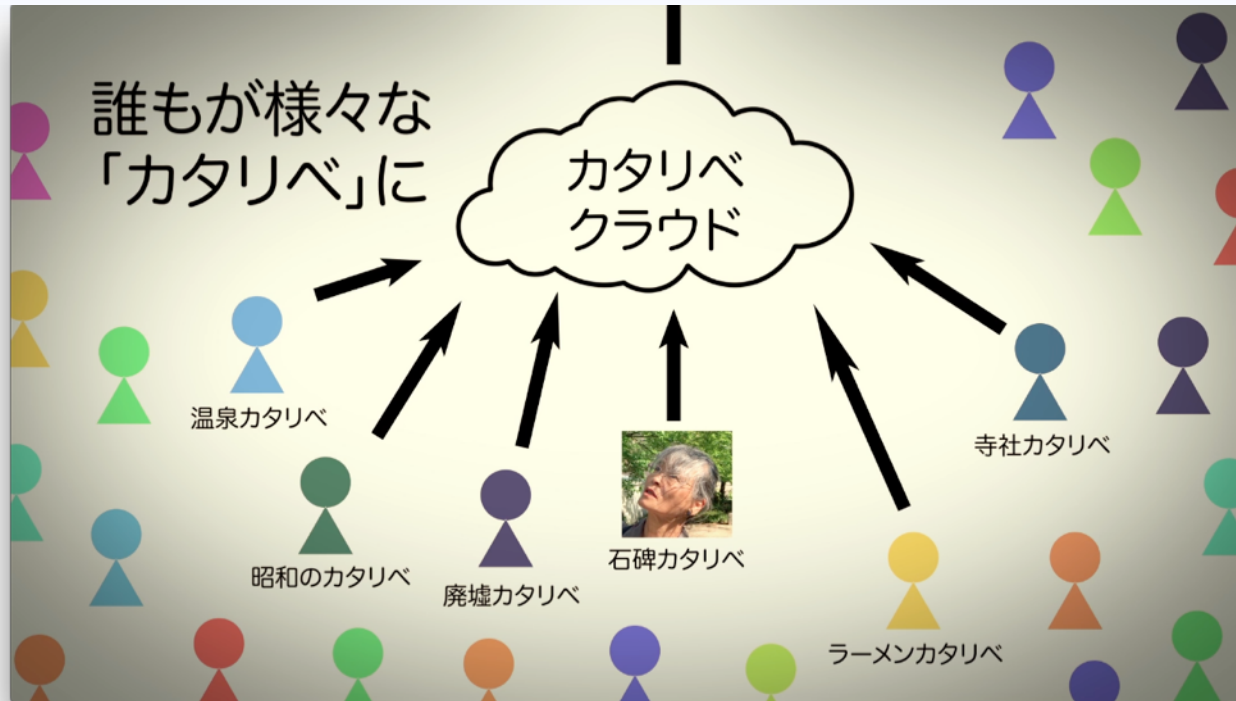 誰もが様々な
「カタリベ」に
カタリベ
クラウド
温泉カタリベ
昭和のカタリベ
廃墟カタリベ
石碑カタリベ
ラーメンカタリベ
寺社カタリベ